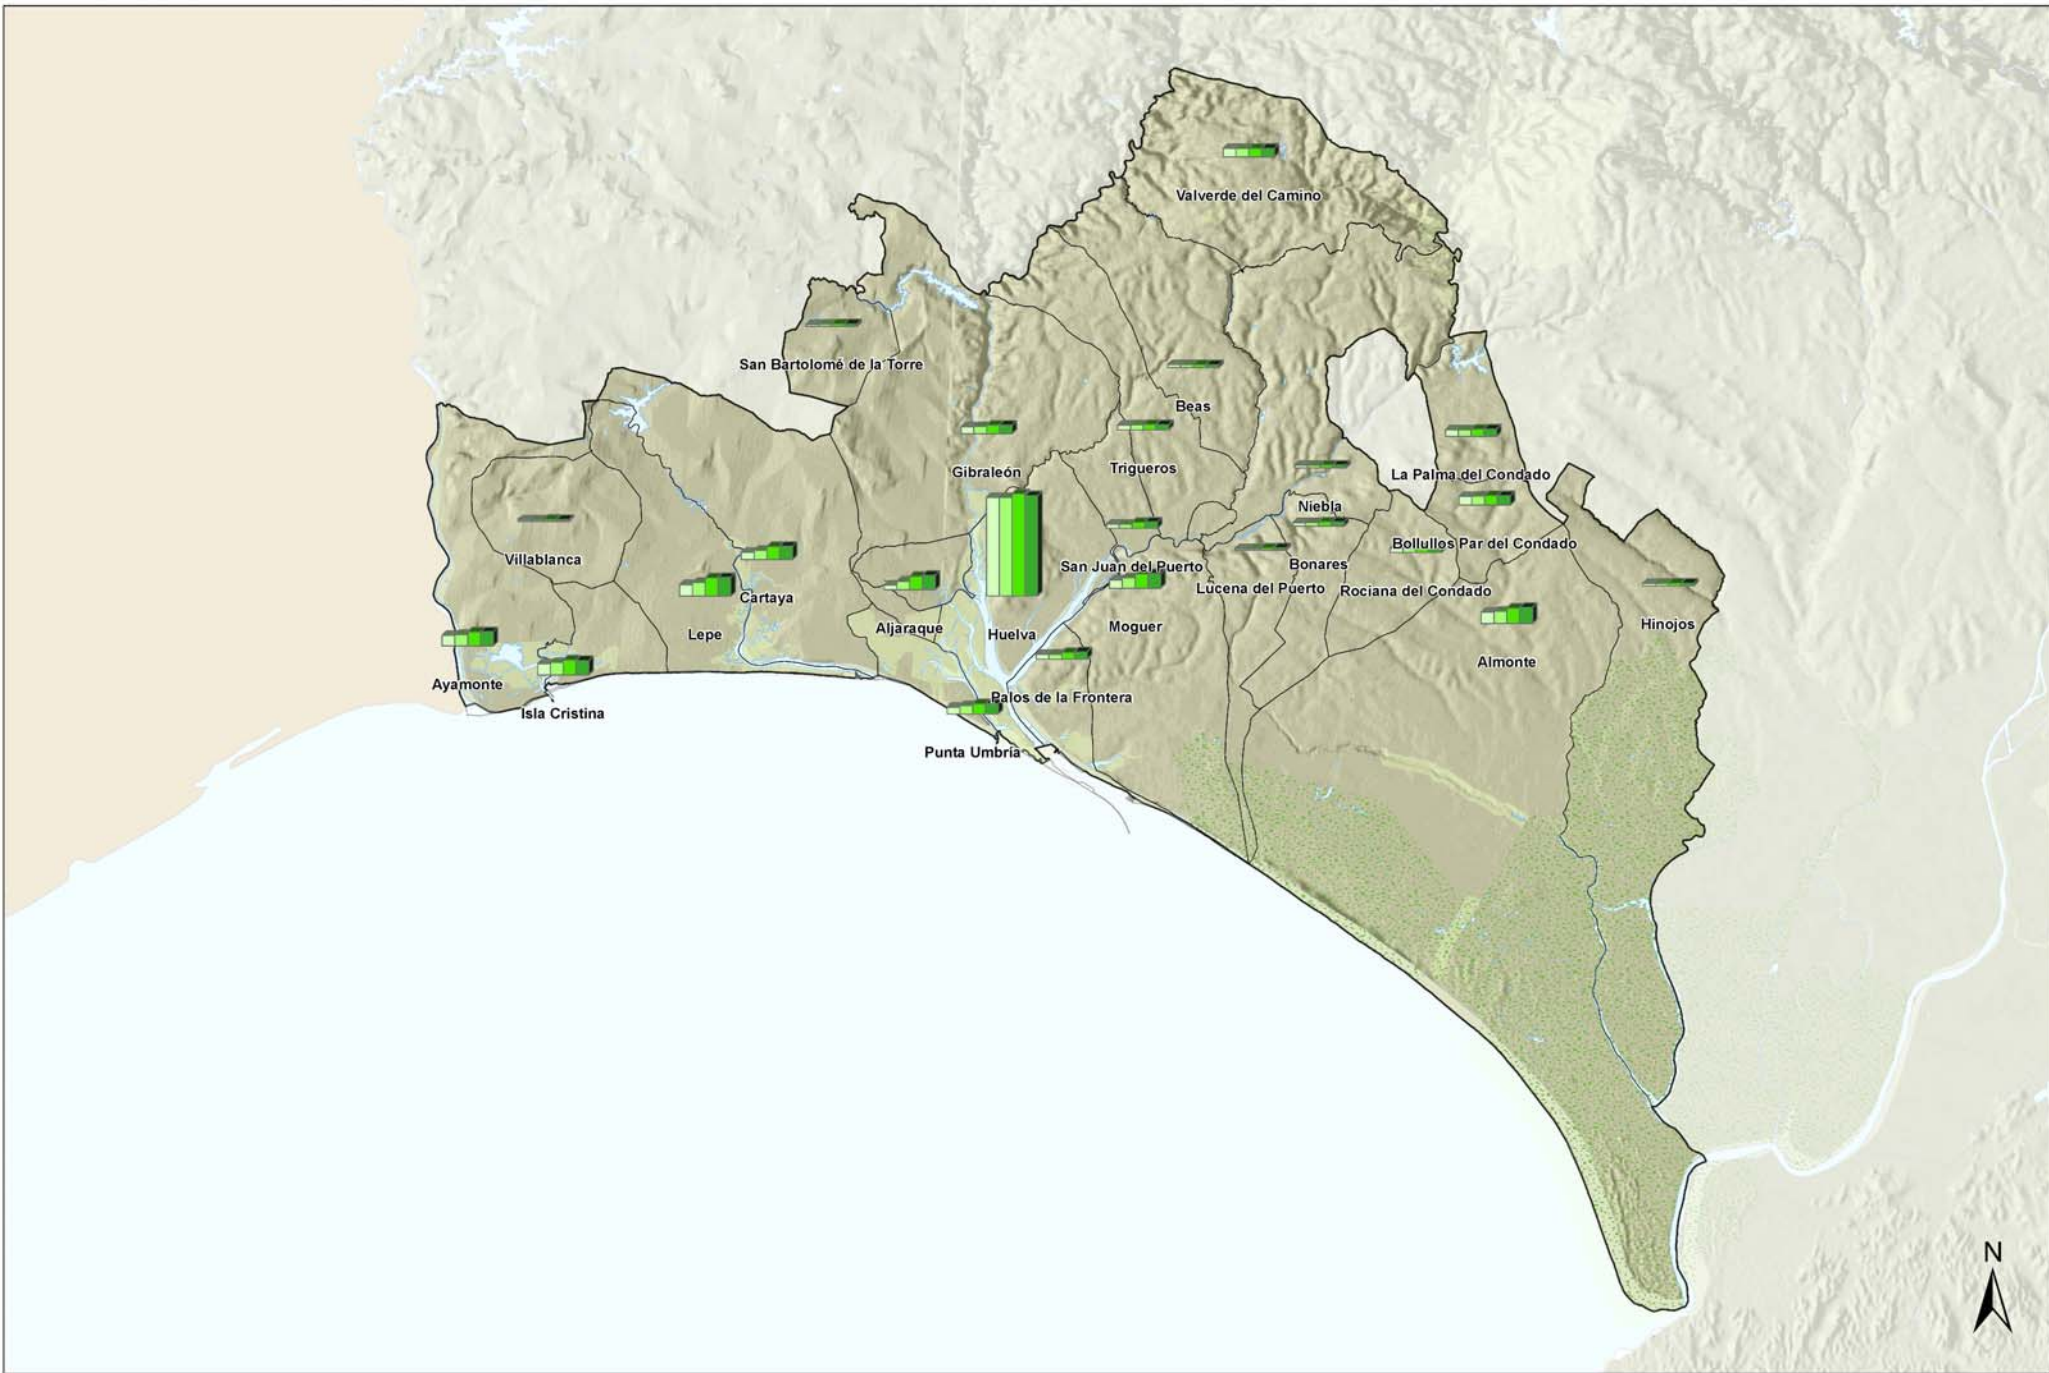 Valverde del Camino
San Bartolomé de la Torre
Beas
Gibraleón
Trigueros
La Palma del Condado
Niebla
Villablanca
Bollullos Par del Condado
San Juan del Puerto
Bonares
Lucena del Puerto
Rociana del Condado
Cartaya
Aljaraque
Huelva
Moguer
Hinojos
Lepe
Almonte
Ayamonte
Isla Cristina
Palos de la Frontera
Punta Umbría
N